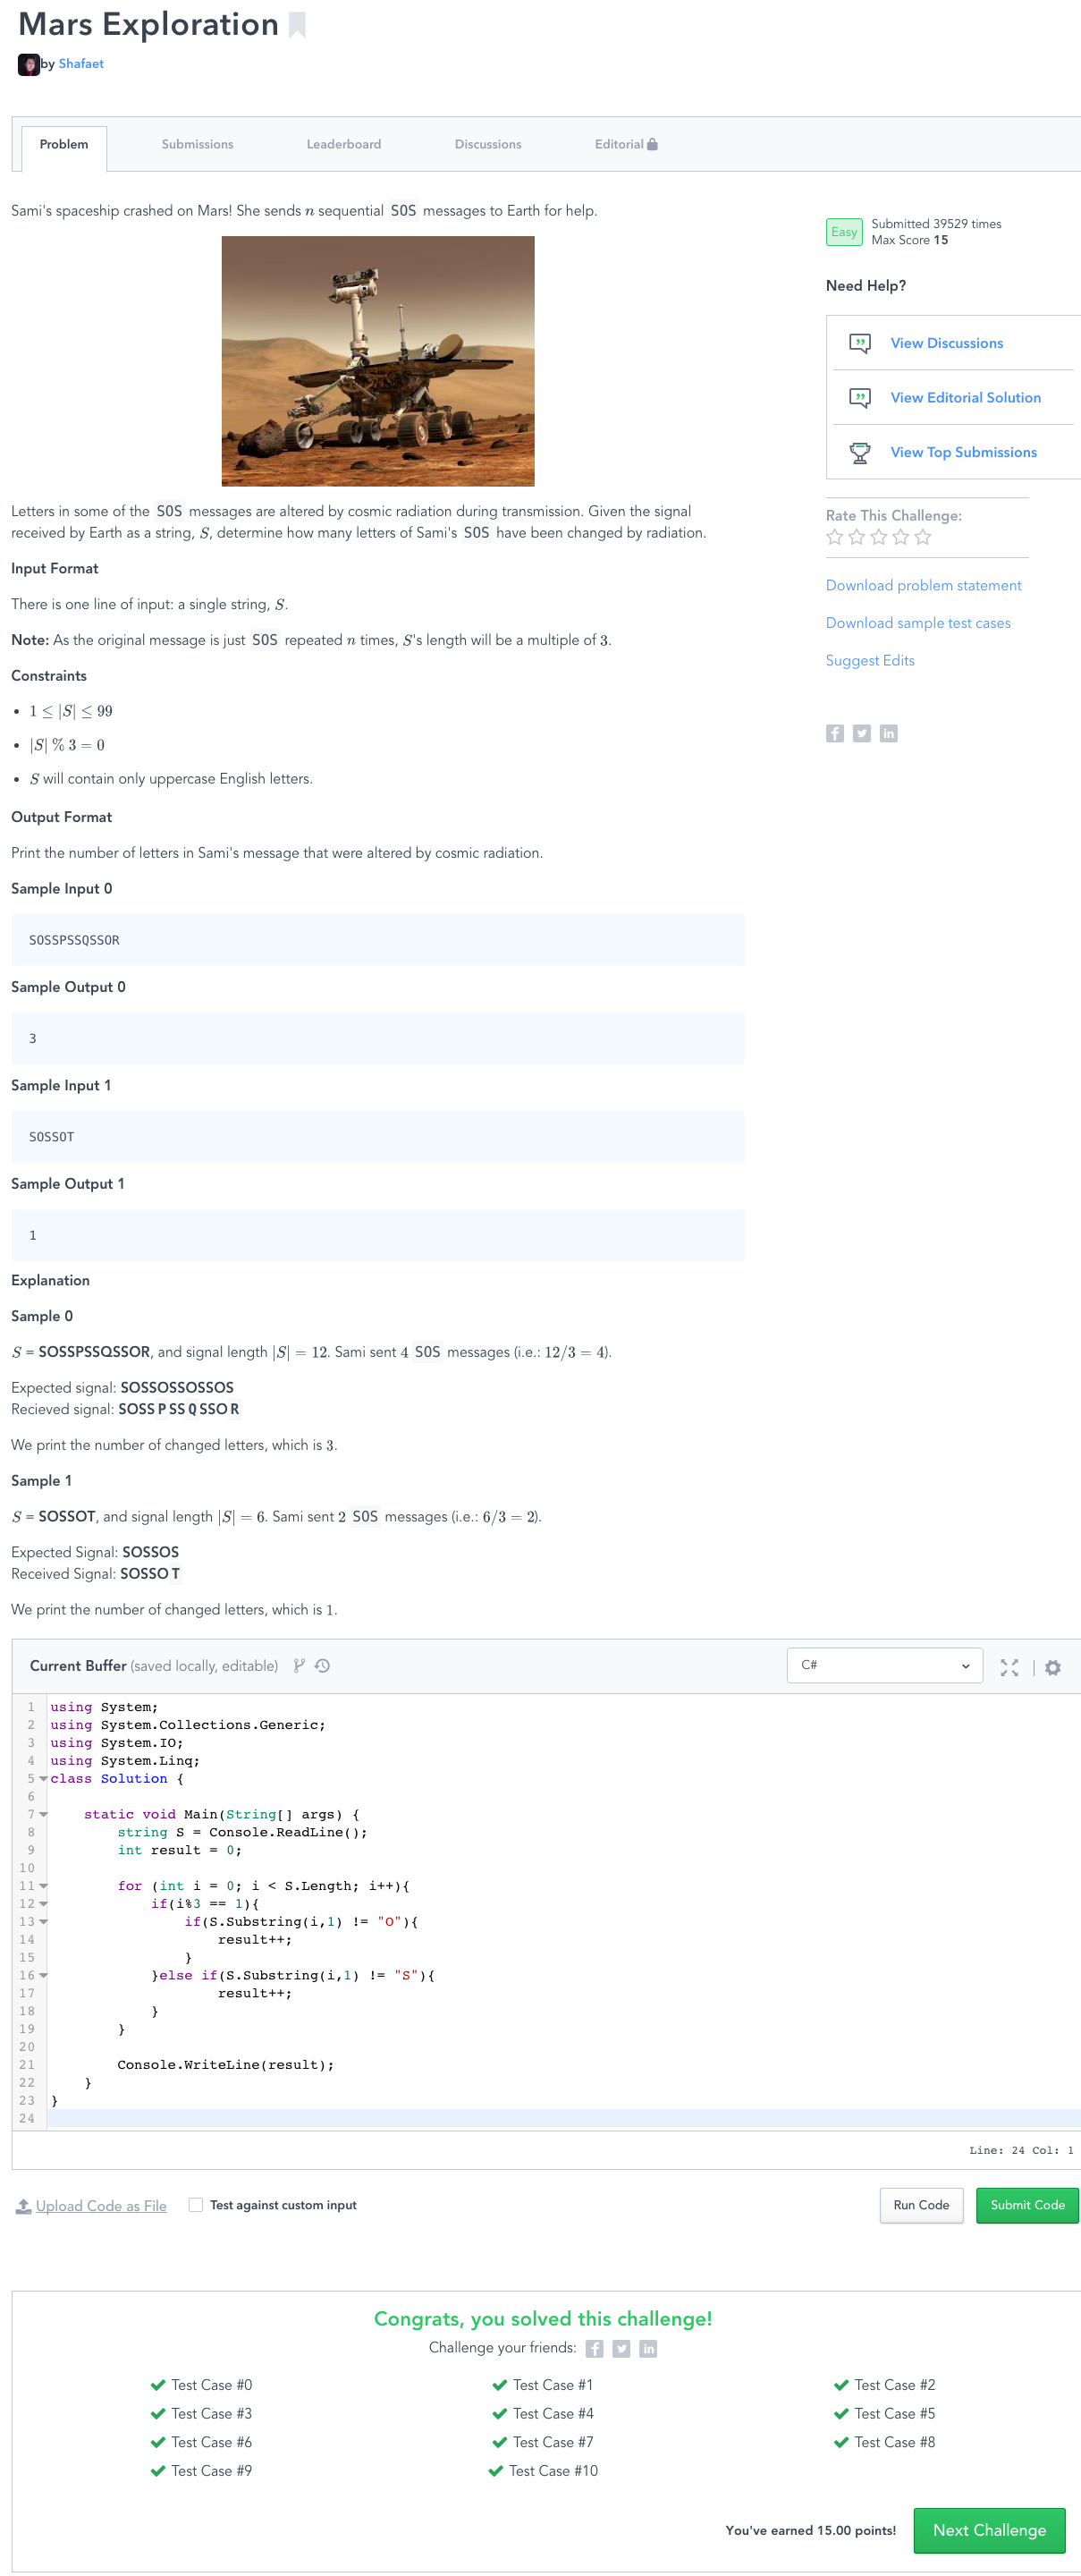 Mars Exploration
by Shafaet
Problem Submissions Leaderboard Discussions Editorial
Sami's spaceship crashed on Mars! She sends n sequential SOS messages to Earth for help.
Easy
Submitted 39529 times
Max Score 15
Need Help?
View Discussions
View Editorial Solution
View Top Submissions
Rate This Challenge:
Download problem statement
Download sample test cases
Suggest Edits
Letters in some of the SOS messages are altered by cosmic radiation during transmission. Given the signal
received by Earth as a string, S, determine how many letters of Sami's SOS have been changed by radiation.
Input Format
There is one line of input: a single string, S.
Note: As the original message is just SOS repeated n times, S's length will be a multiple of 3.
Constraints
• 1 ≤ |S| ≤ 99
• |S| % 3 = 0
• S will contain only uppercase English letters.
Output Format
Print the number of letters in Sami's message that were altered by cosmic radiation.
Sample Input 0
SOSSPSSQSSOR
Sample Output 0
3
Sample Input 1
SOSSOT
Sample Output 1
1
Explanation
Sample 0
S = SOSSPSSQSSOR, and signal length |S| = 12. Sami sent 4 SOS messages (i.e.: 12/3 = 4).
Expected signal: SOSSOSSOSSOS
Recieved signal: SOSS P SS Q SSO R
We print the number of changed letters, which is 3.
Sample 1
S = SOSSOT, and signal length |S| = 6. Sami sent 2 SOS messages (i.e.: 6/3 = 2).
Expected Signal: SOSSOS
Received Signal: SOSSO T
We print the number of changed letters, which is 1.
Current Buffer (saved locally, editable) C#
1 using System;
2 using System.Collections.Generic;
3 using System.IO;
4 using System.Linq;
5 class Solution {
6
7 static void Main(String[] args) {
8 string S = Console.ReadLine();
9 int result = 0;
10
11 for (int i = 0; i < S.Length; i++){
12 if(i%3 == 1){
13 if(S.Substring(i,1) != "O"){
14 result++;
15 }
16 }else if(S.Substring(i,1) != "S"){
17 result++;
18 }
19 }
20
21 Console.WriteLine(result);
22 }
23 }
24
Line: 24 Col: 1
Upload Code as File Test against custom input Run Code Submit Code
Congrats, you solved this challenge!
Challenge your friends:
Test Case #0 Test Case #1 Test Case #2
Test Case #3 Test Case #4 Test Case #5
Test Case #6 Test Case #7 Test Case #8
Test Case #9 Test Case #10
You've earned 15.00 points! Next Challenge